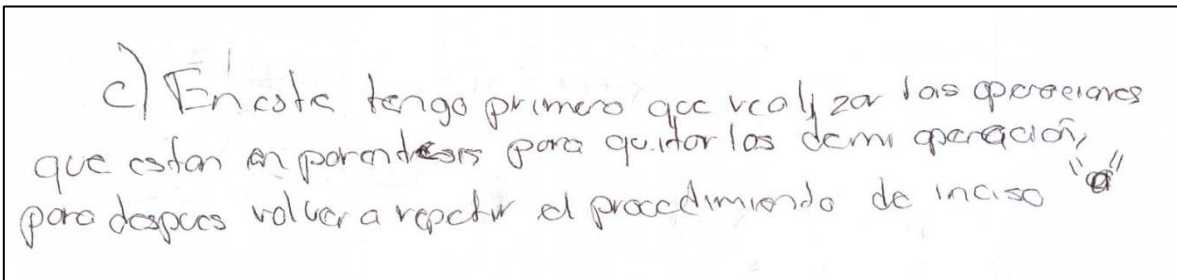 c) En este tengo primero que realizar las operaciones
que estan en parentesis para quitar los de mi operación,
para despues volver a repetir el procedimiento de inciso "a"